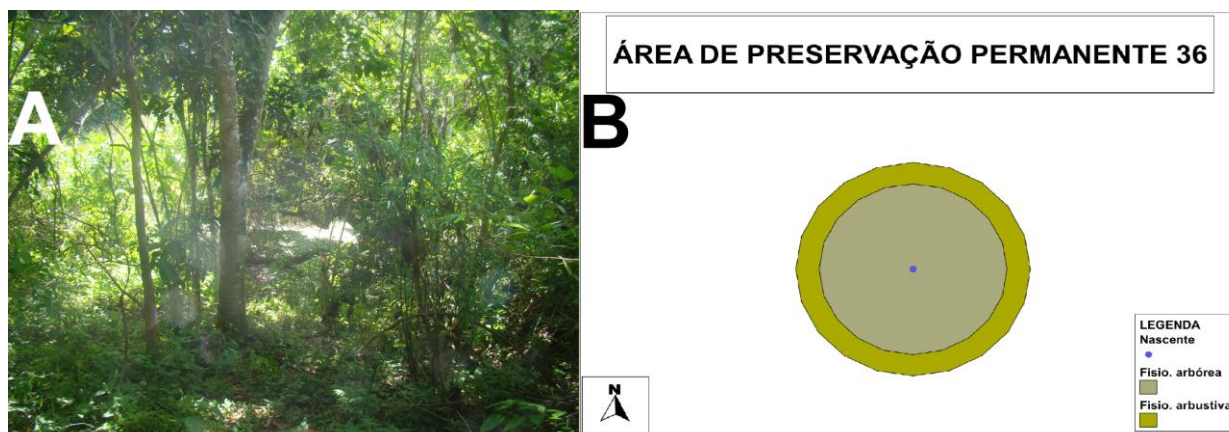 A
ÁREA DE PRESERVAÇÃO PERMANENTE 36
B
LEGENDA
Nascente
Fisio. arbórea
Fisio. arbustiva
N